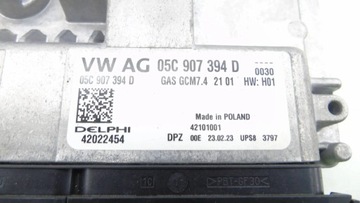 VW AG 05C 907 394 D
05C 907 394 D GAS GCM7.4 21 01 0030
HW: H01
Made in POLAND
42101001
DELPHI
42022454
DPZ 00E 23.02.23 UPS8 3797